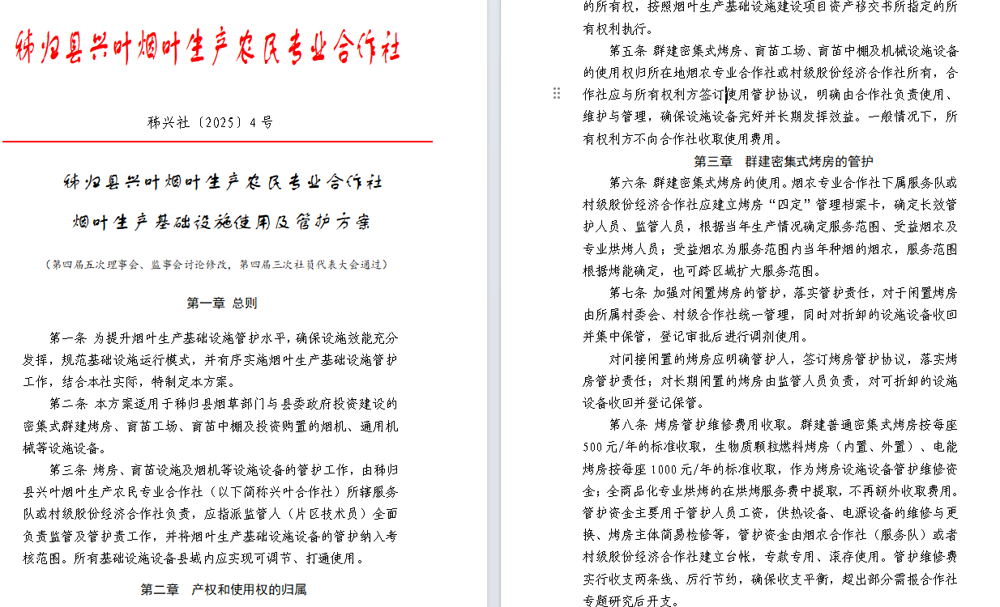 秭归县兴叶烟叶生产农民专业合作社
秭兴社〔2025〕4 号
秭归县兴叶烟叶生产农民专业合作社
烟叶生产基础设施使用及管护方案
（第四届五次理事会、监事会讨论修改，第四届三次社员代表大会通过）
第一章 总则
第一条 为提升烟叶生产基础设施管护水平，确保设施效能充分
发挥，规范基础设施运行模式，并有序实施烟叶生产基础设施管护
工作，结合本社实际，特制定本方案。
第二条 本方案适用于秭归县烟草部门与县委政府投资建设的
密集式群建烤房、育苗工场、育苗中棚及投资购置的烟机、通用机
械等设施设备。
第三条 烤房、育苗设施及烟机等设施设备的管护工作，由秭归
县兴叶烟叶生产农民专业合作社（以下简称兴叶合作社）所辖服务
队或村级股份经济合作社负责，应指派监管人（片区技术员）全面
负责监管及管护责工作，并将烟叶生产基础设施设备的管护纳入考
核范围。所有基础设施设备县域内应实现可调节、打通使用。
第二章 产权和使用权的归属
的所有权，按照烟叶生产基础设施建设项目资产移交书所指定的所
有权利执行。
第五条 群建密集式烤房、育苗工场、育苗中棚及机械设施设备
的使用权归所在地烟农专业合作社或村级股份经济合作社所有，合
作社应与所有权利方签订使用管护协议，明确由合作社负责使用、
维护与管理，确保设施设备完好并长期发挥效益。一般情况下，所
有权利方不向合作社收取使用费用。
第三章 群建密集式烤房的管护
第六条 群建密集式烤房的使用。烟农专业合作社下属服务队或
村级股份经济合作社应建立烤房“四定”管理档案卡，确定长效管
护人员、监管人员，根据当年生产情况确定服务范围、受益烟农及
专业烘烤人员；受益烟农为服务范围内当年种烟的烟农，服务范围
根据烤能确定，也可跨区域扩大服务范围。
第七条 加强对闲置烤房的管护，落实管护责任，对于闲置烤房
由所属村委会、村级合作社统一管理，同时对折卸的设施设备收回
并集中保管，登记审批后进行调剂使用。
对间接闲置的烤房应明确管护人，签订烤房管护协议，落实烤
房管护责任；对长期闲置的烤房由监管人员负责，对可折卸的设施
设备收回并登记保管。
第八条 烤房管护维修费用收取。群建普通密集式烤房按每座
500 元/年的标准收取，生物质颗粒燃料烤房（内置、外置）、电能
烤房按每座 1000 元/年的标准收取，作为烤房设施设备管护维修资
金；全商品化专业烘烤的在烘烤服务费中提取，不再额外收取费用。
管护资金主要用于管护人员工资，供热设备、电源设备的维修与更
换、烤房主体简易检修等，管护资金由烟农合作社（服务队）或者
村级股份经济合作社建立台帐，专款专用、滚存使用。管护维修费
实行收支两条线、厉行节约，确保收支平衡，超出部分需报合作社
专题研究后开支。